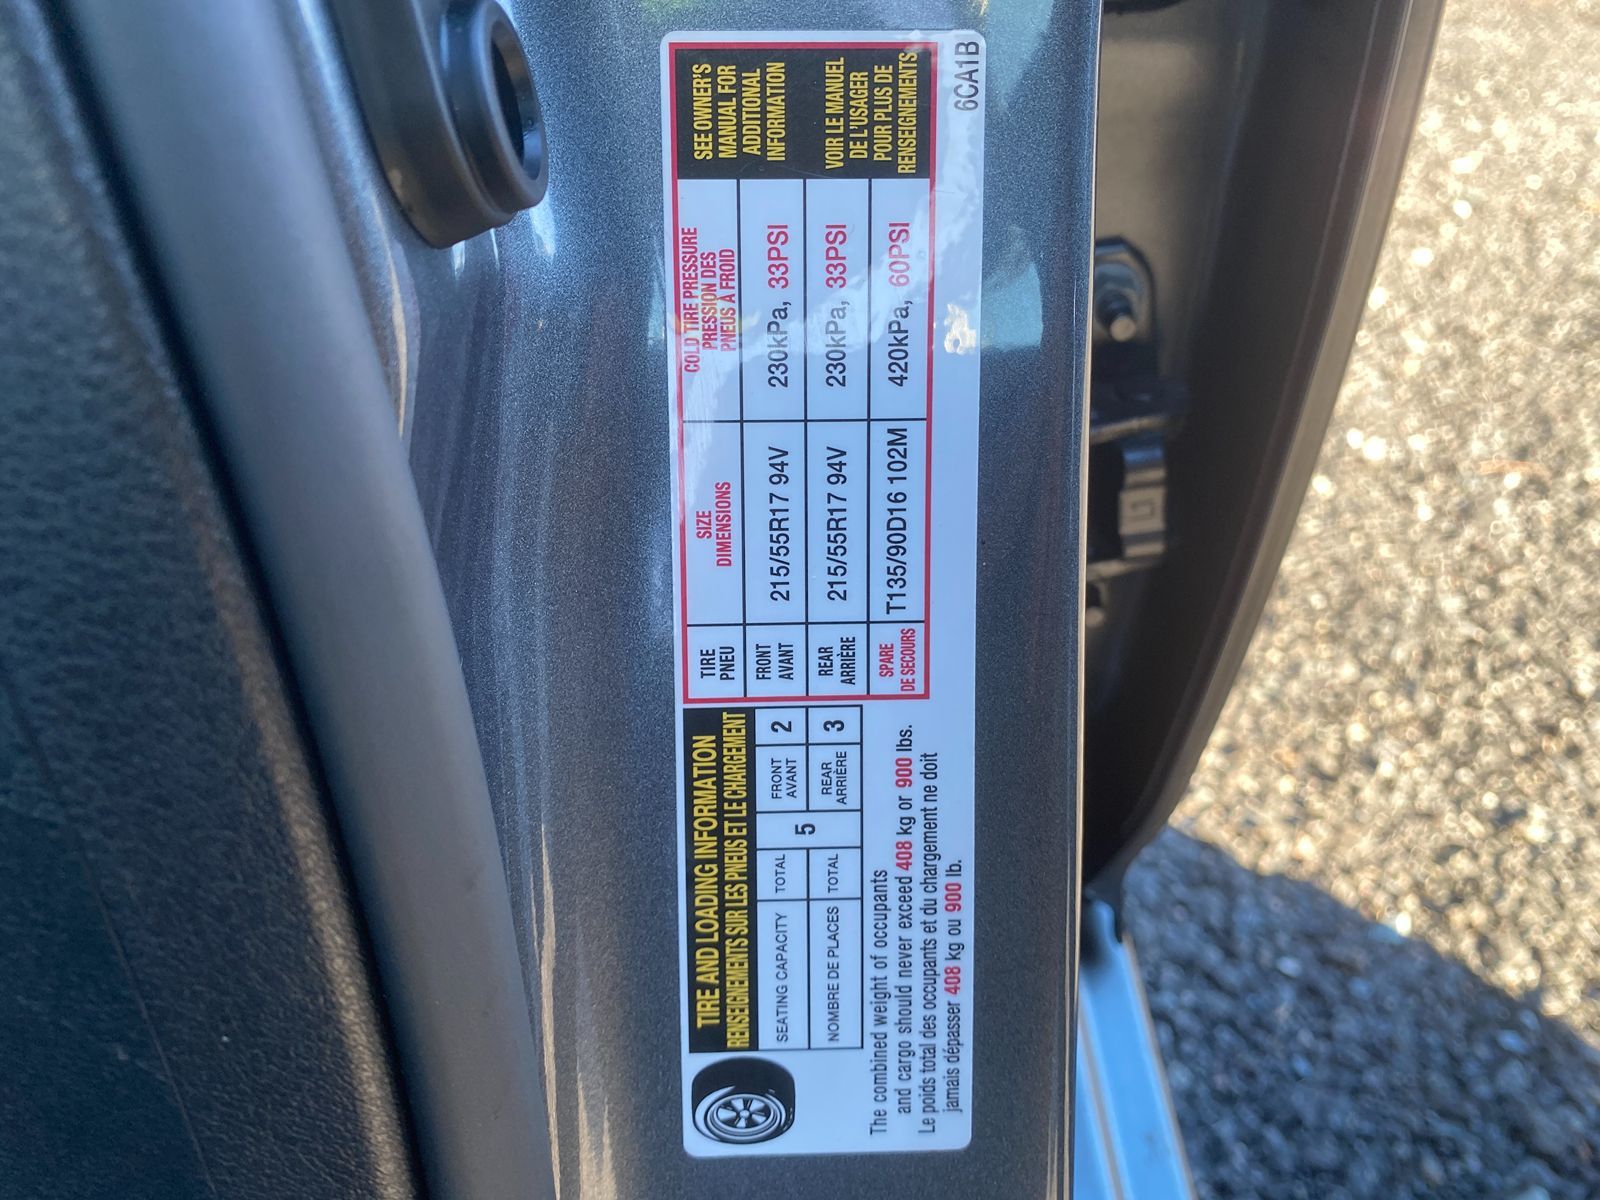 TIRE AND LOADING INFORMATION
RENSEIGNEMENTS SUR LES PNEUS ET LE CHARGEMENT
SEATING CAPACITY TOTAL 5 FRONT AVANT 2
NOMBRE DE PLACES TOTAL REAR ARRIÈRE 3
The combined weight of occupants
and cargo should never exceed 408 kg or 900 lbs.
Le poids total des occupants et du chargement ne doit
jamais dépasser 408 kg ou 900 lb.
TIRE
PNEU
SIZE
DIMENSIONS
COLD TIRE PRESSURE
PRESSION DES
PNEUS À FROID
FRONT
AVANT
215/55R17 94V
230kPa, 33PSI
REAR
ARRIÈRE
215/55R17 94V
230kPa, 33PSI
SPARE
DE SECOURS
T135/90D16 102M
420kPa, 60PSI
SEE OWNER'S
MANUAL FOR
ADDITIONAL
INFORMATION
VOIR LE MANUEL
DE L'USAGER
POUR PLUS DE
RENSEIGNEMENTS
6CA1B